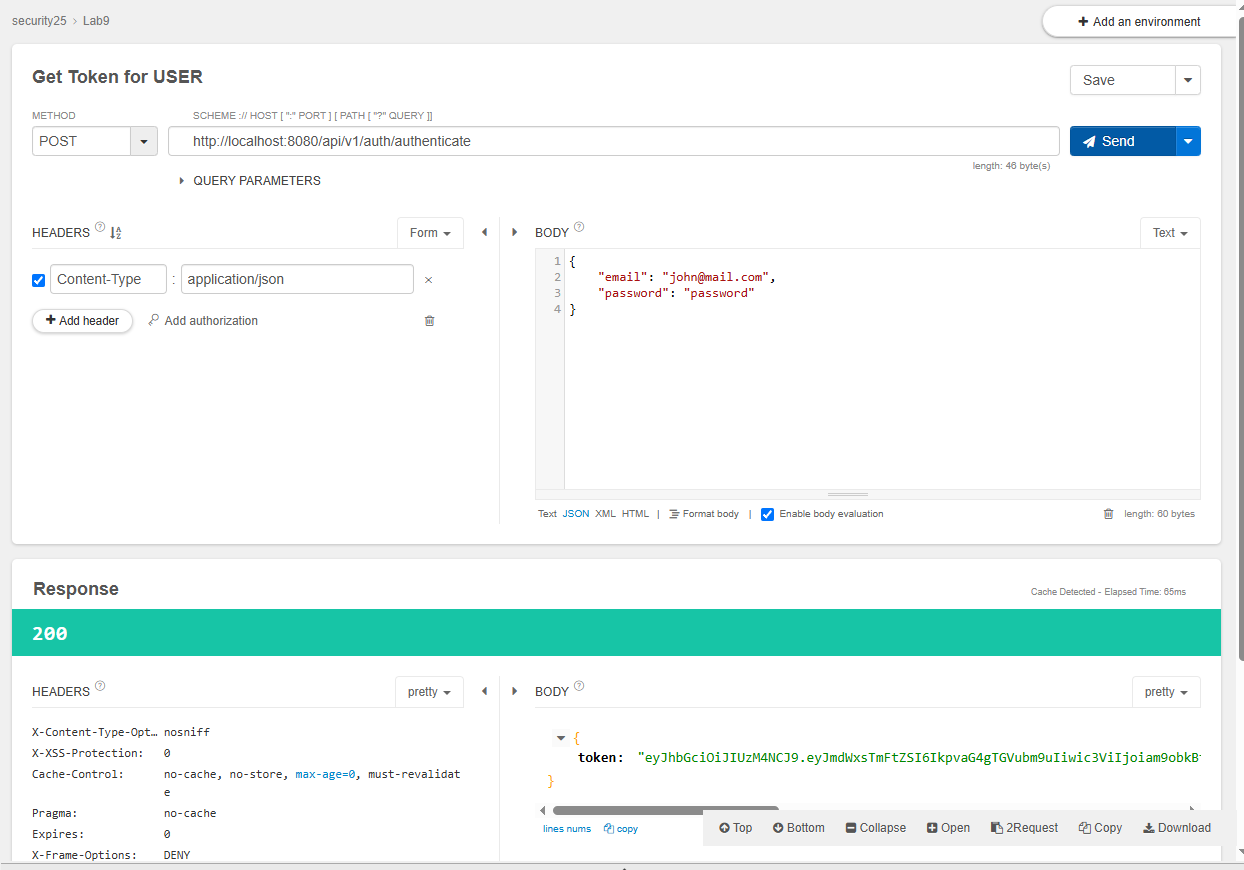 security25 › Lab9
Add an environment
Get Token for USER
Save
METHOD
SCHEME :// HOST [ ":" PORT ] [ PATH [ "?" QUERY ]]
POST
http://localhost:8080/api/v1/auth/authenticate
Send
length: 46 byte(s)
QUERY PARAMETERS
HEADERS ?
Form
BODY ?
Text
Content-Type : application/json ×
Add header
Add authorization
1 {
2 "email": "john@mail.com",
3 "password": "password"
4 }
Text JSON XML HTML | Format body | Enable body evaluation
length: 60 bytes
Response
Cache Detected - Elapsed Time: 65ms
200
HEADERS ?
pretty
BODY ?
pretty
X-Content-Type-Opt… nosniff
X-XSS-Protection: 0
Cache-Control: no-cache, no-store, max-age=0, must-revalidat
e
Pragma: no-cache
Expires: 0
X-Frame-Options: DENY
{
token: "eyJhbGciOiJIUzM4NCJ9.eyJmdWxsTmFtZSI6IkpvaG4gTGVubm9uIiwic3ViIjoiam9obkB
}
lines nums copy
Top Bottom Collapse Open 2Request Copy Download